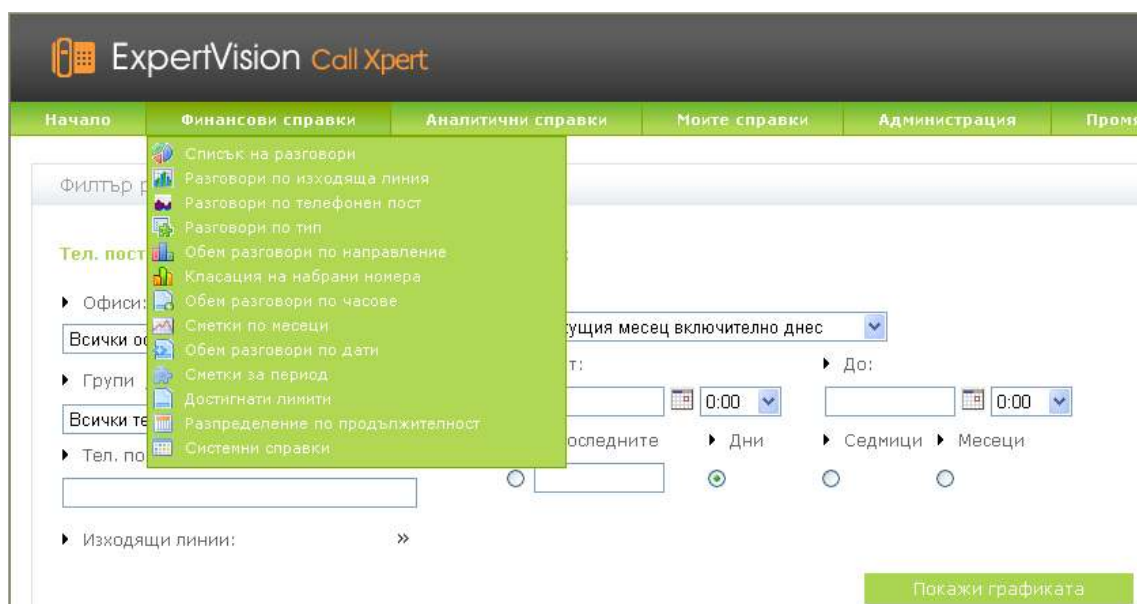 ExpertVision Call Xpert
Начало Финансови справки Аналитични справки Моите справки Администрация Промя
Списък на разговори
Филтър р
Разговори по изходяща линия
Разговори по телефонен пост
Разговори по тип
Тел. пост
Обем разговори по направление
Класация на набрани номера
Офиси:
Обем разговори по часове
Всички
Сметки по месеци
кущия месец включително днес
Обем разговори по дати
т:
До:
Групи
Сметки за период
Достигнати лимити
0:00
0:00
Всички те
Разпределение по продължителност
оследните
Дни
Седмици
Месеци
Тел. по
Системни справки
Изходящи линии: »
Покажи графиката